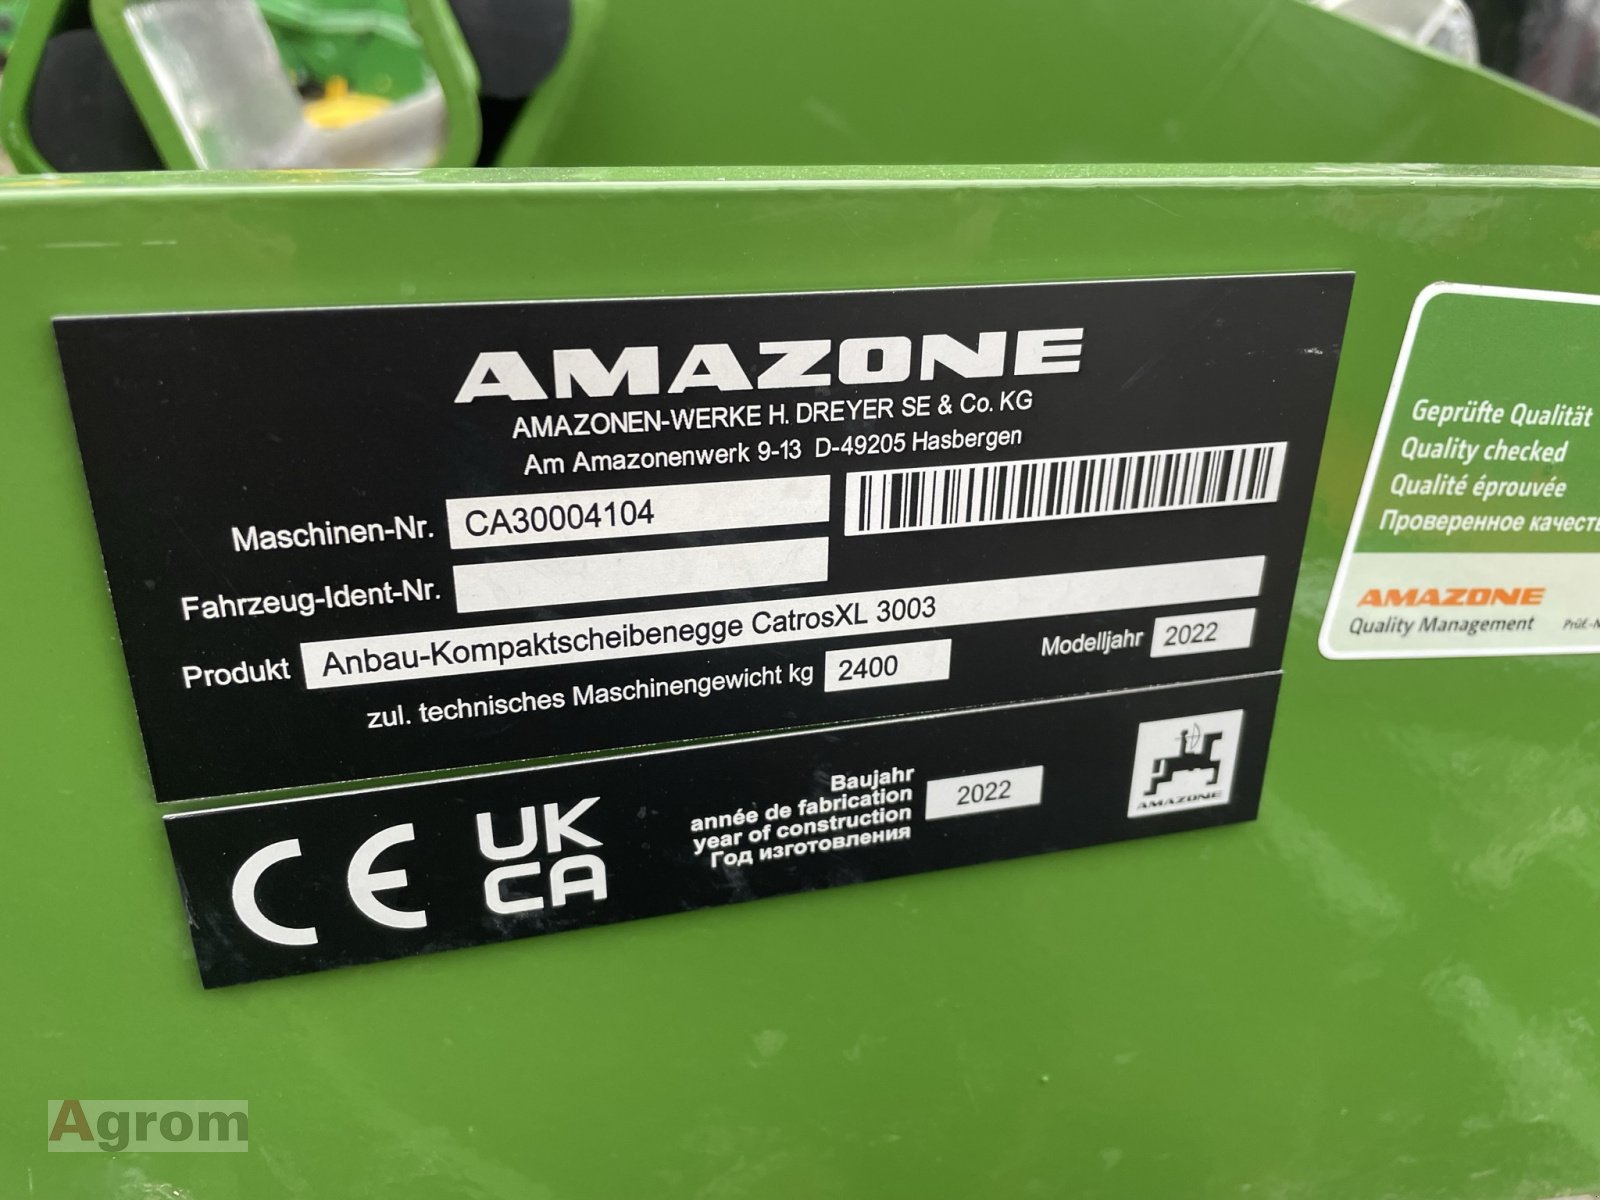 AMAZONE
AMAZONEN-WERKE H. DREYER SE & Co. KG
Am Amazonenwerk 9-13 D-49205 Hasbergen
Maschinen-Nr. CA30004104
Fahrzeug-Ident-Nr.
Produkt Anbau-Kompaktscheibenegge CatrosXL 3003
zul. technisches Maschinengewicht kg 2400 Modelljahr 2022
CE
UK
CA
Baujahr
année de fabrication
year of construction
Год изготовления
2022
AMAZONE
Geprüfte Qualität
Quality checked
Qualité éprouvée
Проверенное
AMAZONE
Quality Management
Agrom